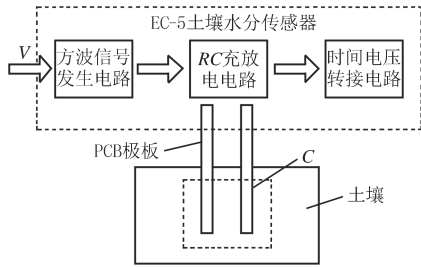 EC-5土壤水分传感器
V
方波信号
发生电路
RC充放
电电路
时间电压
转接电路
PCB极板
C
土壤